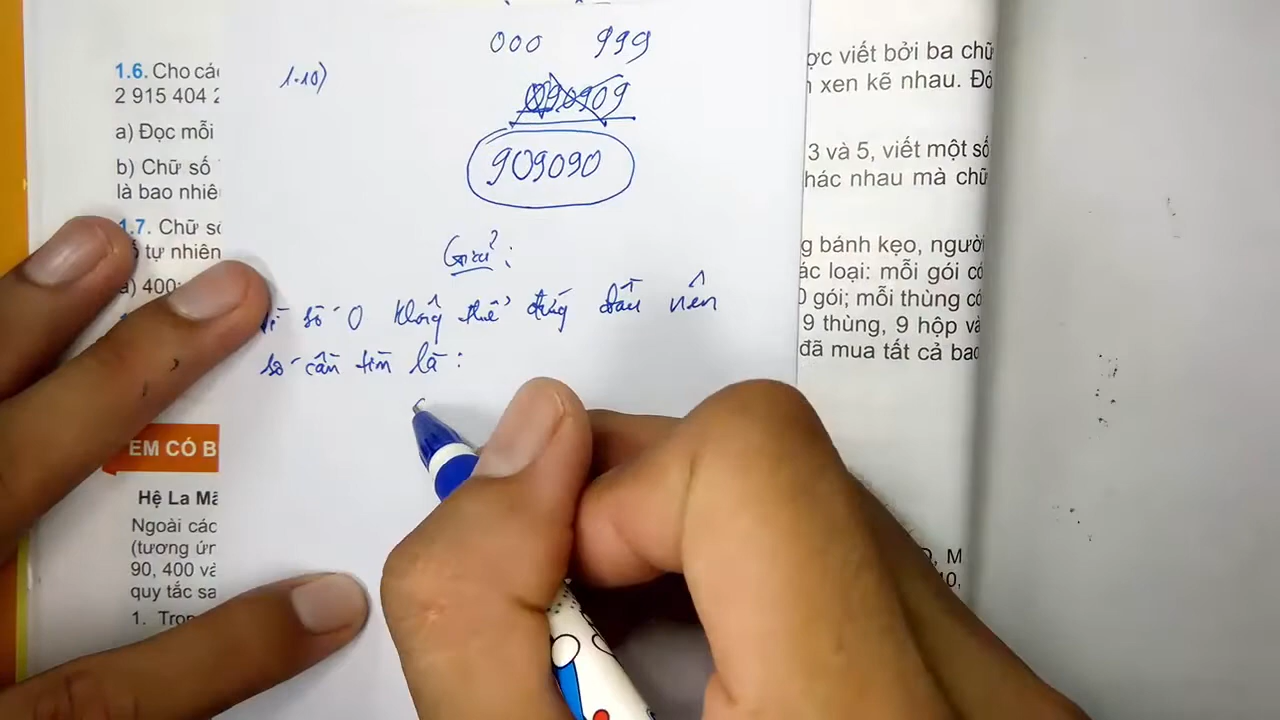 000 999
1.10)
090909
909090
Giải:
Vì số 0 không thể đứng đầu nên
số cần tìm là:
1.6. Cho các
2 915 404 2
a) Đọc mỗi
b) Chữ số
là bao nhiê
1.7. Chữ số
tự nhiên
a) 400;
EM CÓ B
Hệ La Mã
Ngoài các
(tương ứn
90, 400 và
quy tắc sa
1. Tron
ợc viết bởi ba chữ
xen kẽ nhau. Đó
3 và 5, viết một số
hác nhau mà chữ
g bánh kẹo, người
ác loại: mỗi gói có
0 gói; mỗi thùng có
9 thùng, 9 hộp và
đã mua tất cả bao
D, M
40,